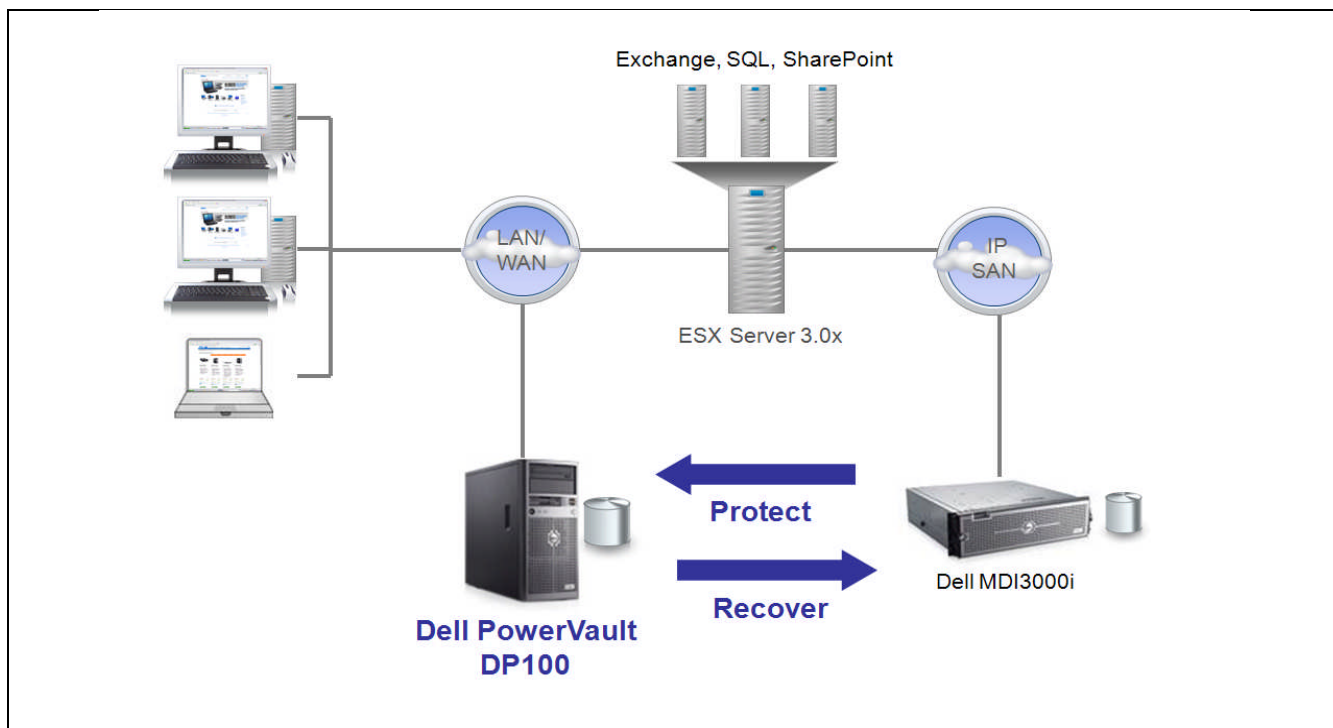 Exchange, SQL, SharePoint
LAN/
WAN
IP
SAN
ESX Server 3.0x
Protect
Recover
Dell MDI3000i
Dell PowerVault
DP100